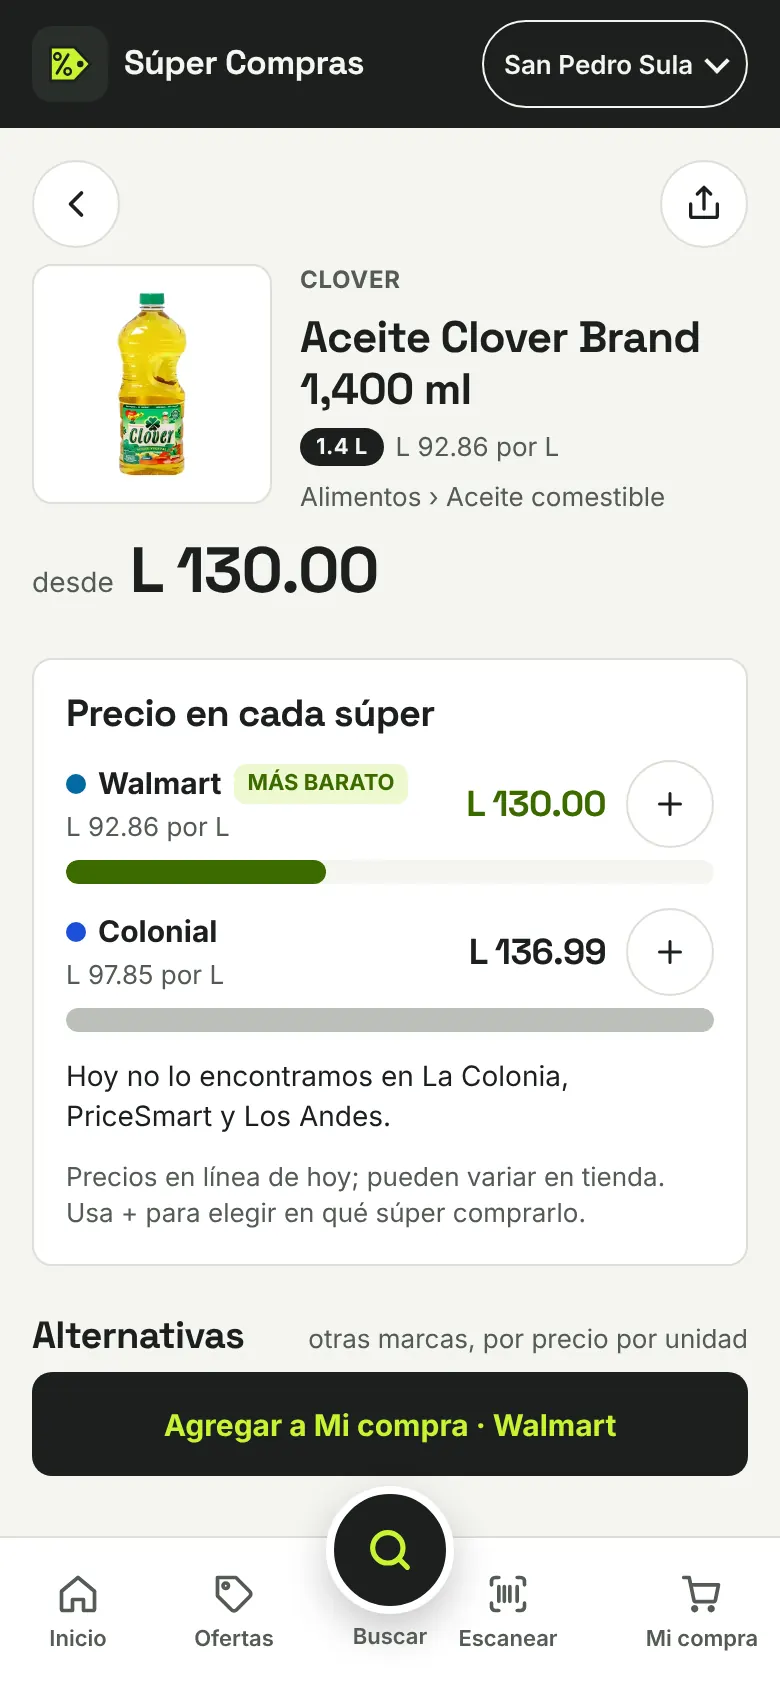 Súper Compras
San Pedro Sula
CLOVER
Aceite Clover Brand
1,400 ml
1.4 L L 92.86 por L
Alimentos › Aceite comestible
Clover
desde L 130.00
Precio en cada súper
Walmart MÁS BARATO
L 130.00 +
L 92.86 por L
Colonial
L 136.99 +
L 97.85 por L
Hoy no lo encontramos en La Colonia,
PriceSmart y Los Andes.
Precios en línea de hoy; pueden variar en tienda.
Usa + para elegir en qué súper comprarlo.
Alternativas otras marcas, por precio por unidad
Agregar a Mi compra · Walmart
Inicio
Ofertas
Buscar
Escanear
Mi compra